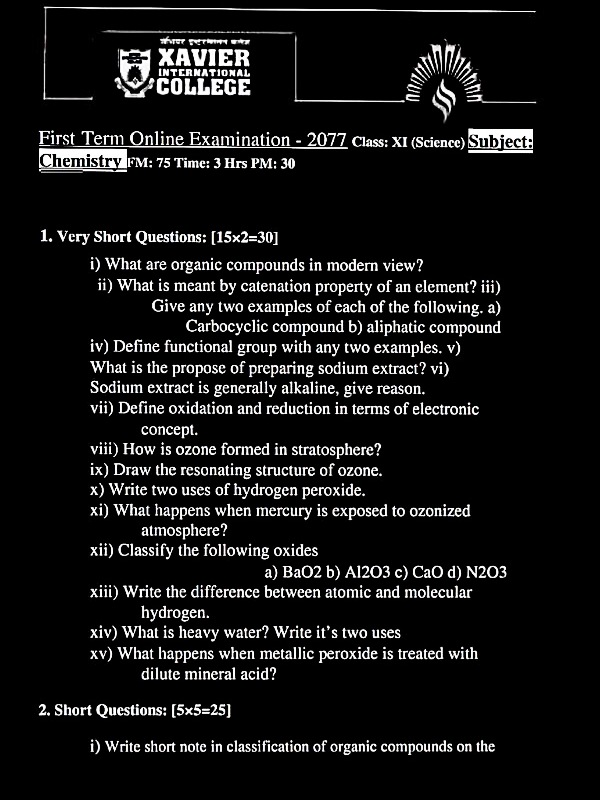 XAVIER
INTERNATIONAL
COLLEGE
First Term Online Examination - 2077 Class: XI (Science) Subject:
Chemistry FM: 75 Time: 3 Hrs PM: 30
1. Very Short Questions: [15×2=30]
i) What are organic compounds in modern view?
ii) What is meant by catenation property of an element? iii)
Give any two examples of each of the following. a)
Carbocyclic compound b) aliphatic compound
iv) Define functional group with any two examples. v)
What is the propose of preparing sodium extract? vi)
Sodium extract is generally alkaline, give reason.
vii) Define oxidation and reduction in terms of electronic
concept.
viii) How is ozone formed in stratosphere?
ix) Draw the resonating structure of ozone.
x) Write two uses of hydrogen peroxide.
xi) What happens when mercury is exposed to ozonized
atmosphere?
xii) Classify the following oxides
a) BaO2 b) Al2O3 c) CaO d) N2O3
xiii) Write the difference between atomic and molecular
hydrogen.
xiv) What is heavy water? Write it's two uses
xv) What happens when metallic peroxide is treated with
dilute mineral acid?
2. Short Questions: [5×5=25]
i) Write short note in classification of organic compounds on the